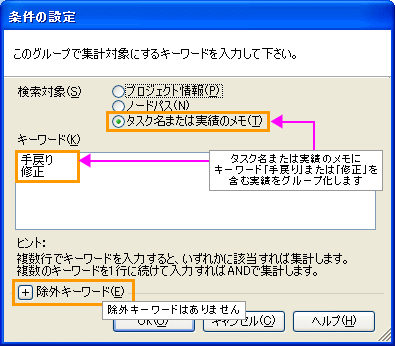 条件の設定
このグループで集計対象にするキーワードを入力して下さい。
検索対象(S)
プロジェクト情報(P)
ノードパス(N)
タスク名または実績のメモ(T)
キーワード(K)
手戻り
修正
タスク名または実績のメモに
キーワード「手戻り」または「修正」を
含む実績をグループ化します
ヒント:
複数行でキーワードを入力すると、いずれかに該当すれば集計します。
複数のキーワードを1行に続けて入力すればANDで集計します。
除外キーワード(E)
除外キーワードはありません
OK(O)
キャンセル(C)
ヘルプ(H)